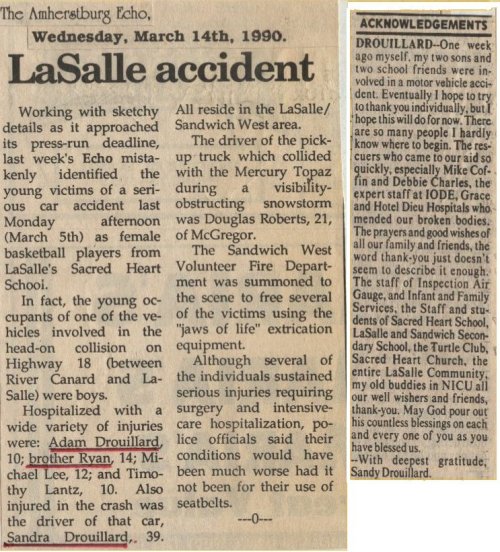 The Amherstburg Echo,
Wednesday, March 14th, 1990.
LaSalle accident
Working with sketchy
details as it approached
its press-run deadline,
last week's Echo mista-
kenly identified the
young victims of a seri-
ous car accident last
Monday afternoon
(March 5th) as female
basketball players from
LaSalle's Sacred Heart
School.
In fact, the young oc-
cupants of one of the ve-
hicles involved in the
head-on collision on
Highway 18 (between
River Canard and La-
Salle) were boys.
Hospitalized with a
wide variety of injuries
were: Adam Drouillard,
10; brother Ryan, 14; Mi-
chael Lee, 12; and Timo-
thy Lantz, 10. Also
injured in the crash was
the driver of that car,
Sandra Drouillard, 39.
All reside in the LaSalle/
Sandwich West area.
The driver of the pick-
up truck which collided
with the Mercury Topaz
during a visibility-
obstructing snowstorm
was Douglas Roberts, 21,
of McGregor.
The Sandwich West
Volunteer Fire Depart-
ment was summoned to
the scene to free several
of the victims using the
"jaws of life" extrication
equipment.
Although several of
the individuals sustained
serious injuries requiring
surgery and intensive-
care hospitalization, po-
lice officials said their
conditions would have
been much worse had it
not been for their use of
seatbelts.
---0---
ACKNOWLEDGEMENTS
DROUILLARD--One week
ago myself, my two sons and
two school friends were in-
volved in a motor vehicle acci-
dent. Eventually I hope to try
to thank you individually, but I
hope this will do for now. There
are so many people I hardly
know where to begin. The res-
cuers who came to our aid so
quickly, especially Mike Cof-
fin and Debbie Charles, the
expert staff at IODE, Grace
and Hotel Dieu Hospitals who
mended our broken bodies.
The prayers and good wishes of
all our family and friends, the
word thank-you just doesn't
seem to describe it enough.
The staff of Inspection Air
Gauge, and Infant and Family
Services, the Staff and stu-
dents of Sacred Heart School,
LaSalle and Sandwich Secon-
dary School, the Turtle Club,
Sacred Heart Church, the
entire LaSalle Community,
my old buddies in NICU all
our well wishers and friends,
thank-you. May God pour out
his countless blessings on each
and every one of you as you
have blessed us.
--With deepest gratitude,
Sandy Drouillard.